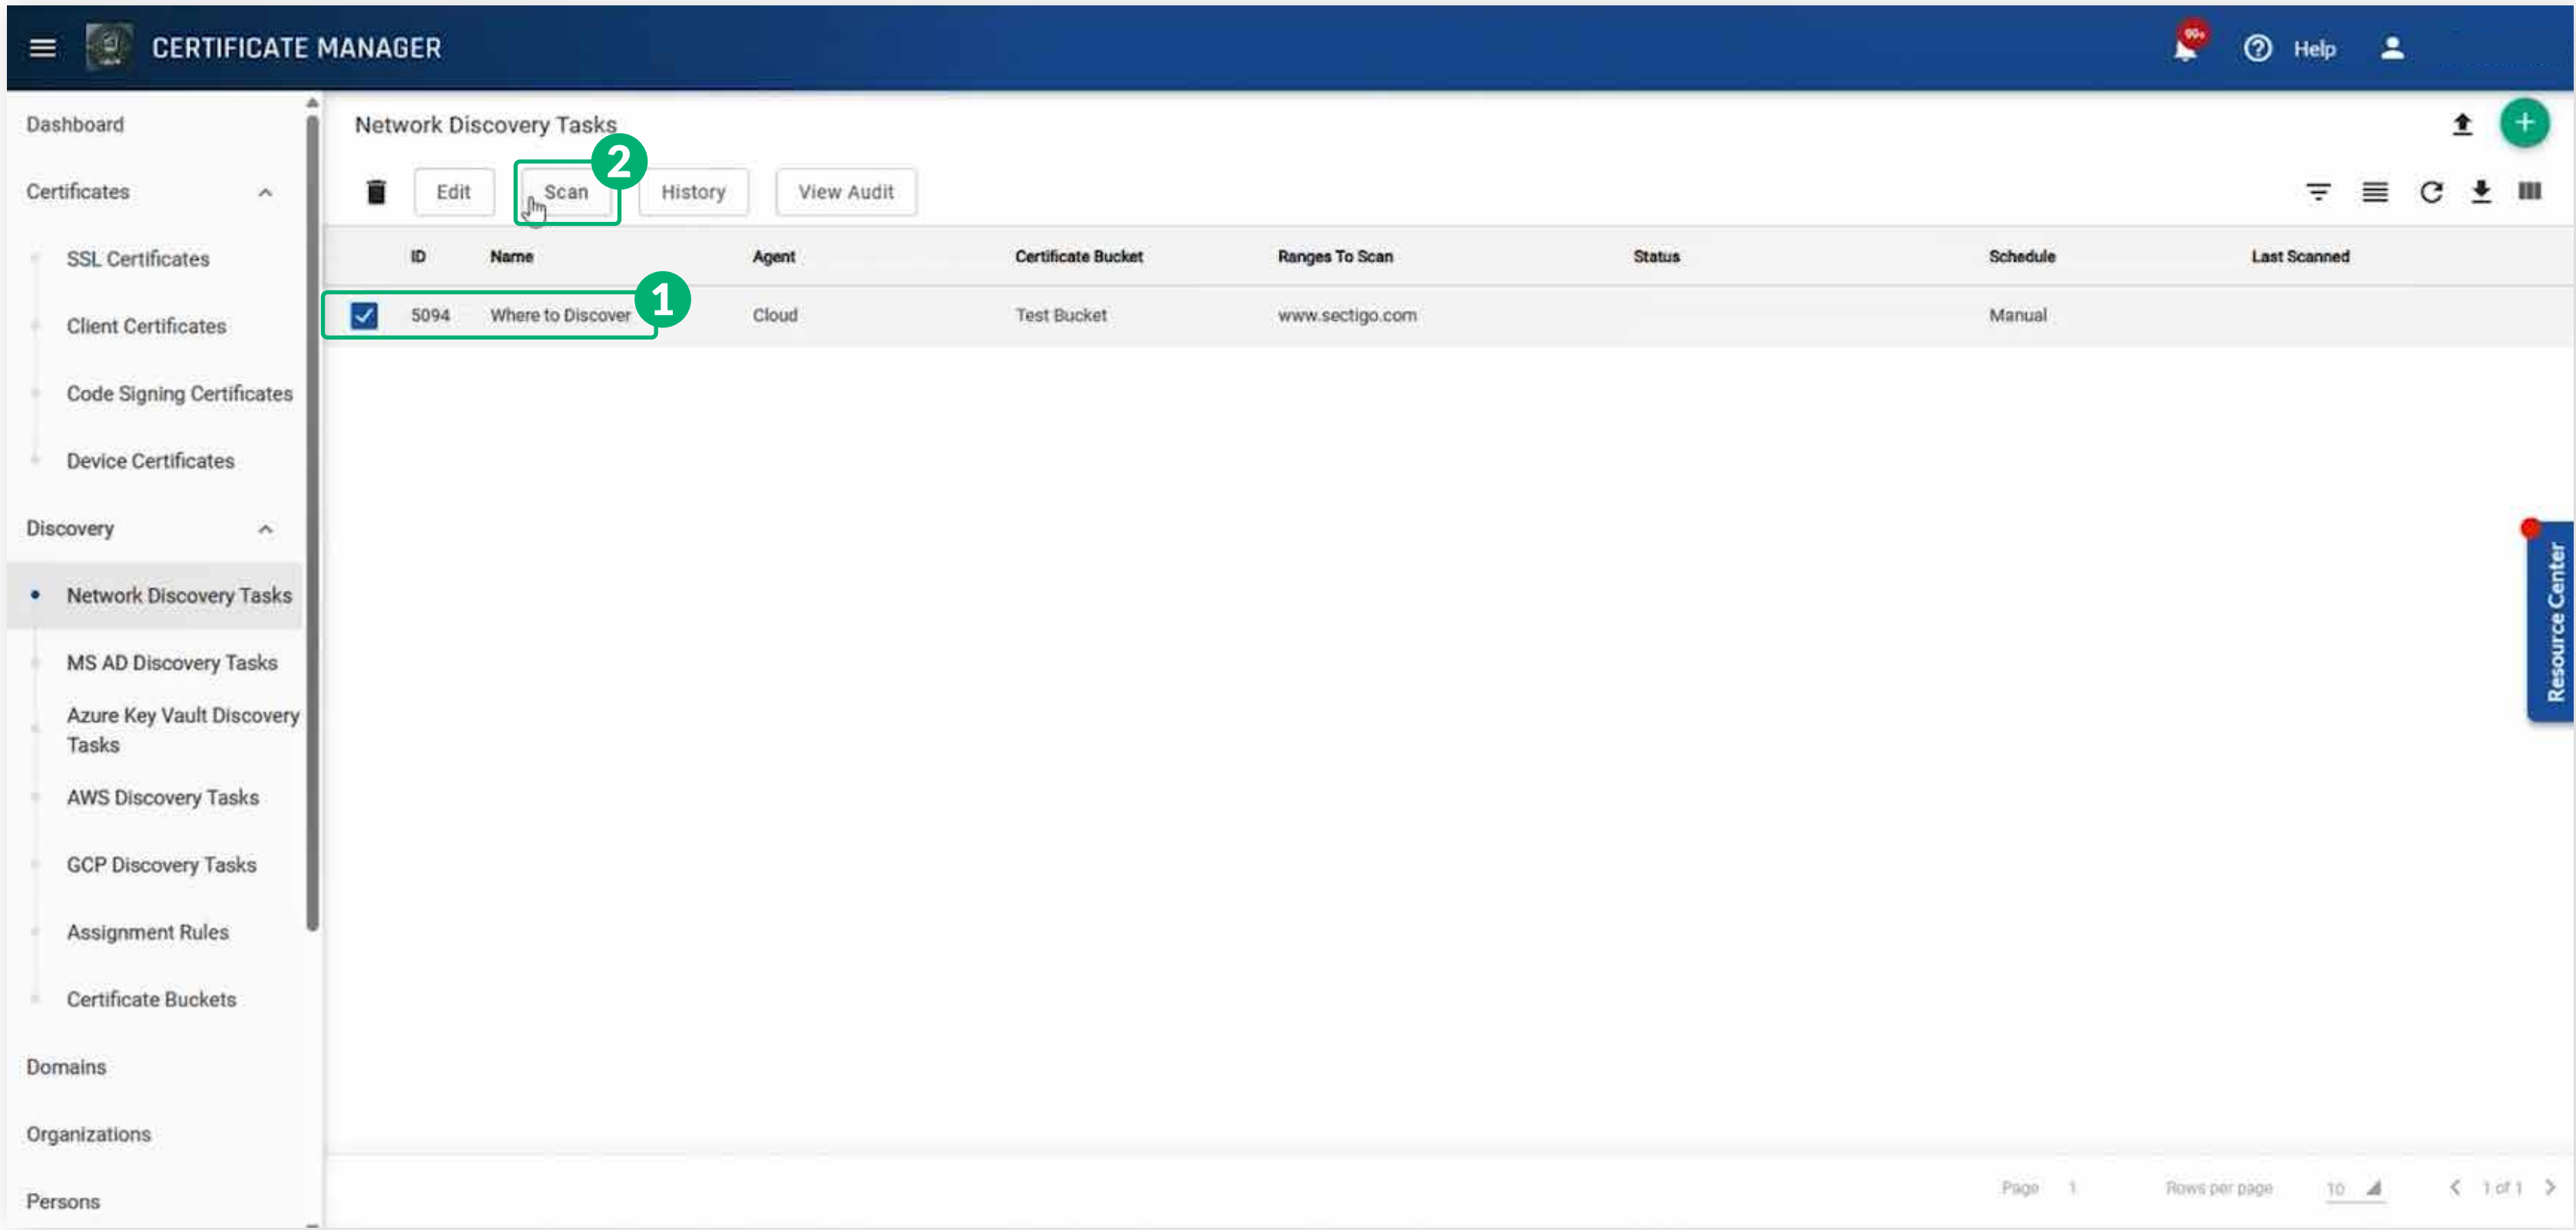 CERTIFICATE MANAGER
99+
Help
Dashboard
Certificates
SSL Certificates
Client Certificates
Code Signing Certificates
Device Certificates
Discovery
Network Discovery Tasks
MS AD Discovery Tasks
Azure Key Vault Discovery
Tasks
AWS Discovery Tasks
GCP Discovery Tasks
Assignment Rules
Certificate Buckets
Domains
Organizations
Persons
Network Discovery Tasks
2
Edit Scan History View Audit
ID Name Agent Certificate Bucket Ranges To Scan Status Schedule Last Scanned
1
5094 Where to Discover Cloud Test Bucket www.sectigo.com Manual
Resource Center
Page 1 Rows per page 10 1 of 1